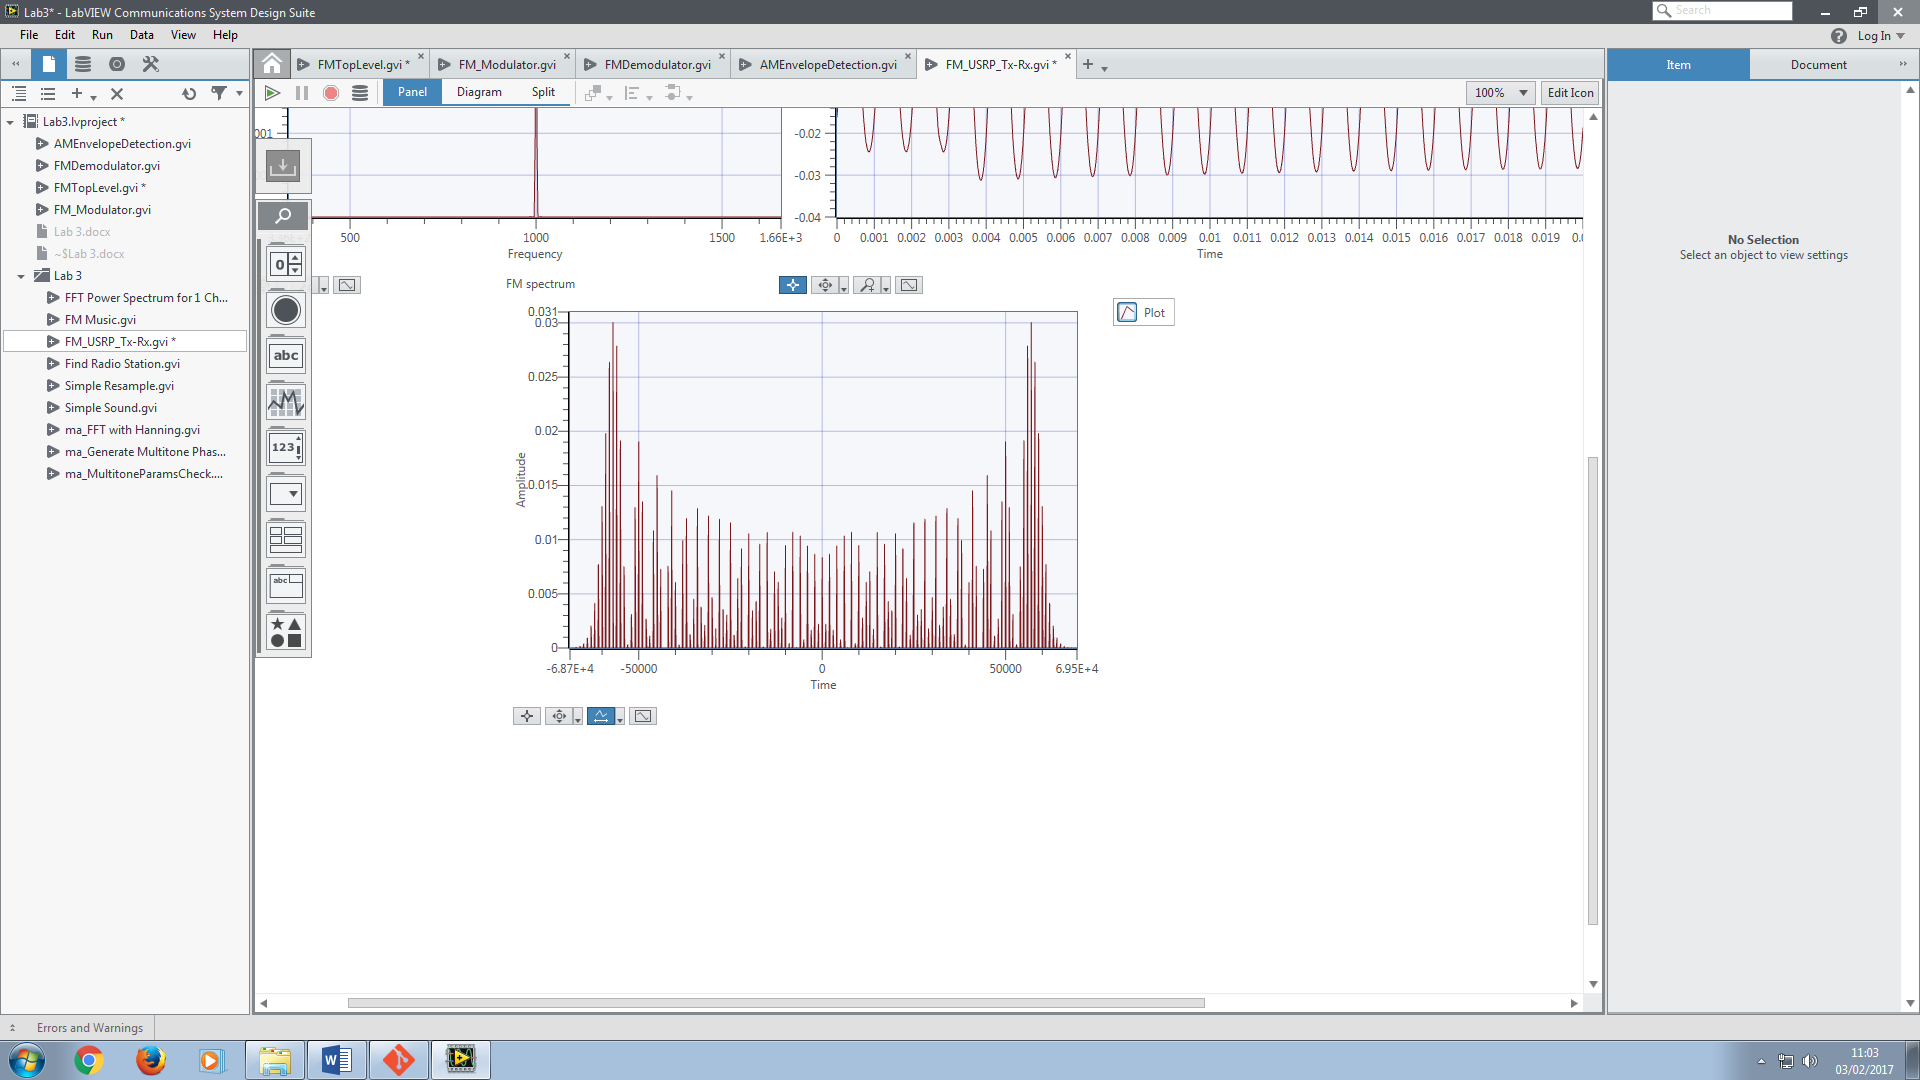 Lab3* - LabVIEW Communications System Design Suite
Search
File Edit Run Data View Help
Log In
FMTopLevel.gvi *
FM_Modulator.gvi
FMDemodulator.gvi
AMEnvelopeDetection.gvi
FM_USRP_Tx-Rx.gvi *
Item
Document
Panel
Diagram
Split
100%
Edit Icon
Lab3.lvproject *
AMEnvelopeDetection.gvi
FMDemodulator.gvi
FMTopLevel.gvi *
FM_Modulator.gvi
Lab 3.docx
~$Lab 3.docx
Lab 3
FFT Power Spectrum for 1 Ch...
FM Music.gvi
FM_USRP_Tx-Rx.gvi *
Find Radio Station.gvi
Simple Resample.gvi
Simple Sound.gvi
ma_FFT with Hanning.gvi
ma_Generate Multitone Phas...
ma_MultitoneParamsCheck....
0
abc
123
abc
001
500 1000 1500 1.66E+3
Frequency
-0.02
-0.03
-0.04
0 0.001 0.002 0.003 0.004 0.005 0.006 0.007 0.008 0.009 0.01 0.011 0.012 0.013 0.014 0.015 0.016 0.017 0.018 0.019
Time
FM spectrum
Plot
0.031
0.03
0.025
0.02
0.015
0.01
0.005
0
Amplitude
-6.87E+4 -50000 0 50000 6.95E+4
Time
No Selection
Select an object to view settings
Errors and Warnings
11:03
03/02/2017